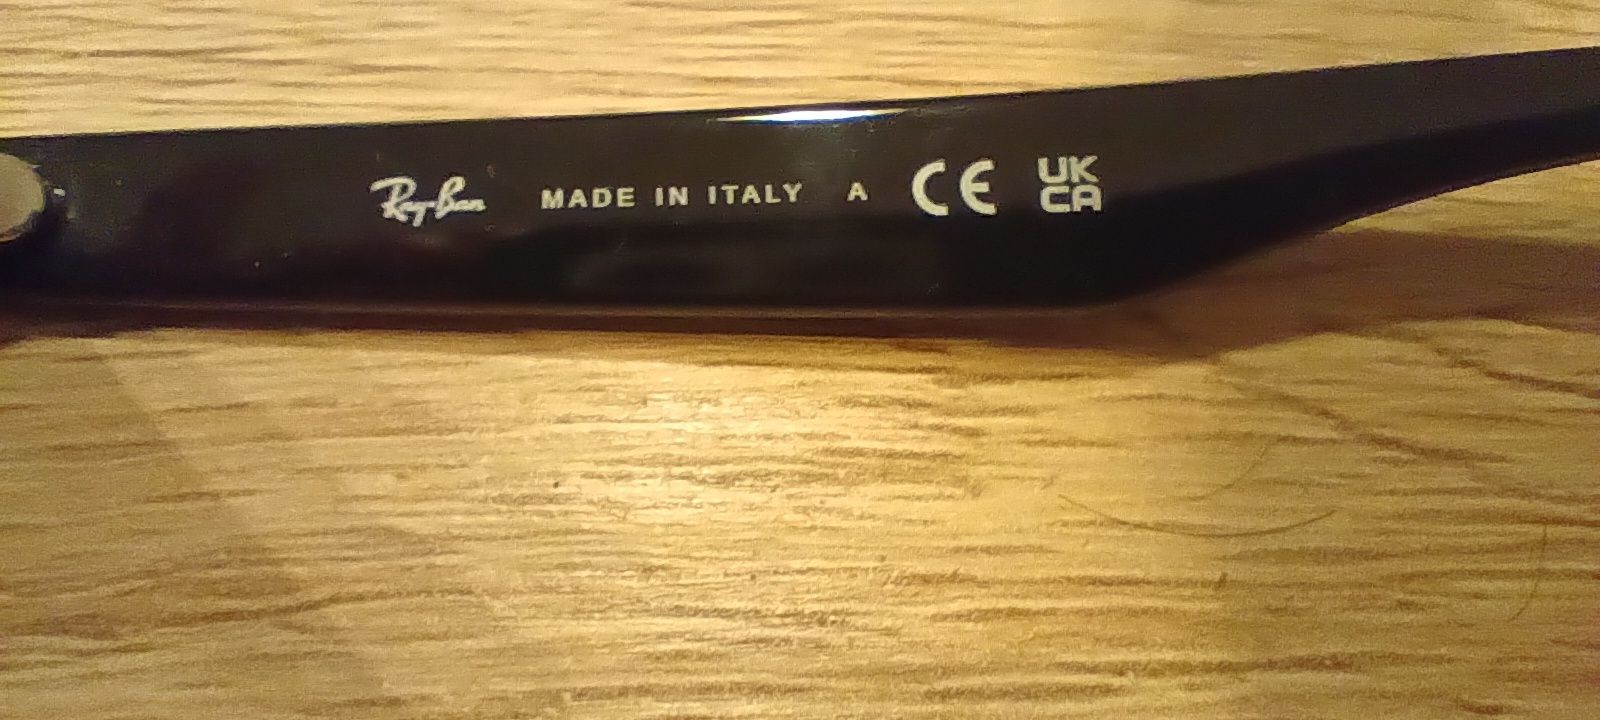 Ray-Ban MADE IN ITALY A CE UK
CA